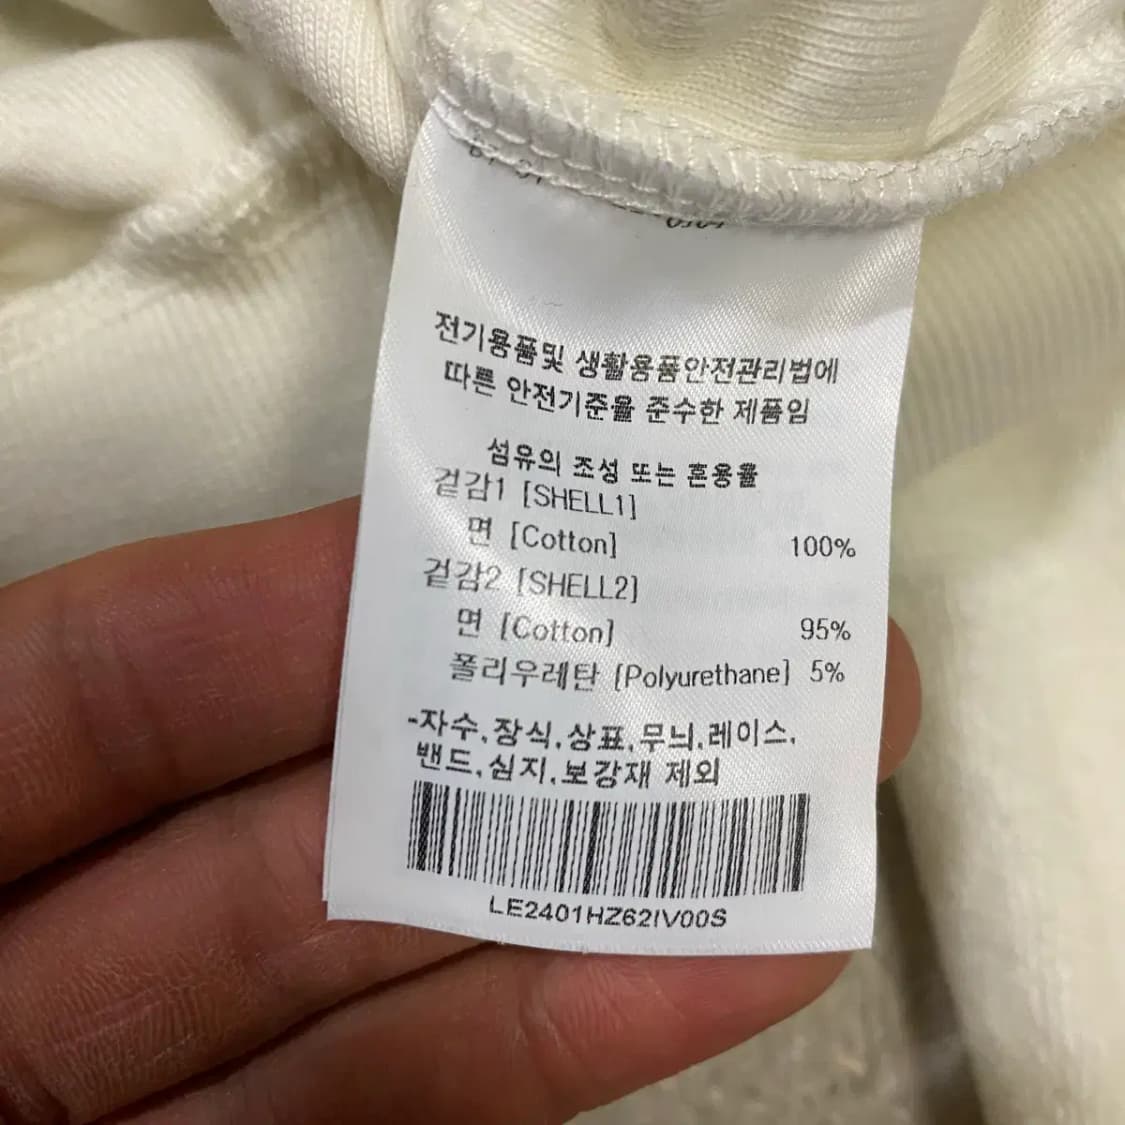 전기용품및 생활용품안전관리법에
따른 안전기준을 준수한 제품임
섬유의 조성 또는 혼용율
겉감1 [SHELL1]
면 [Cotton] 100%
겉감2 [SHELL2]
면 [Cotton] 95%
폴리우레탄 [Polyurethane] 5%
-자수.장식.상표.무늬.레이스.
밴드.심지.보강재 제외
LE2401HZ62IV00S